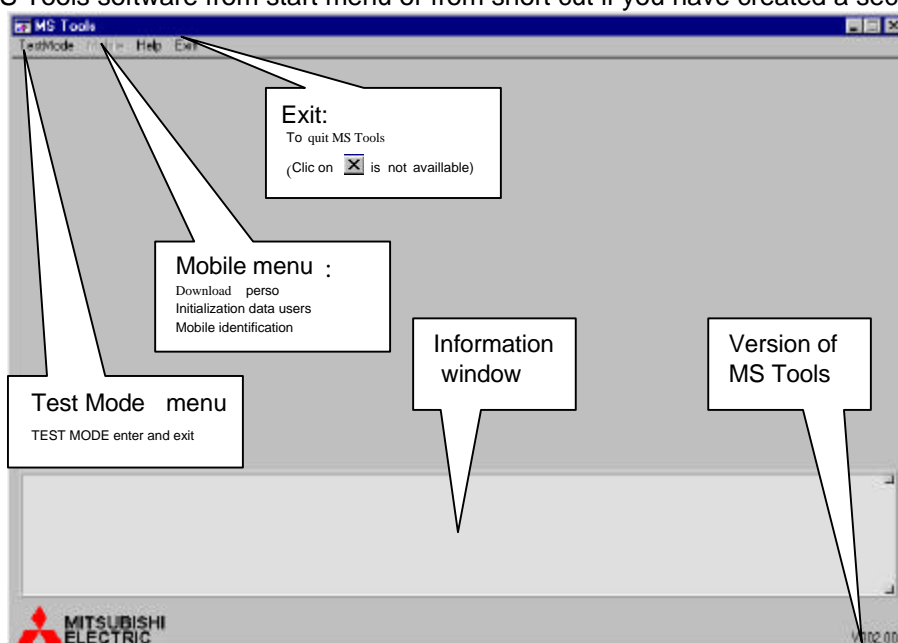 S Tools software from start menu or from short cut if you have created a sec
MS Tools
TestMode Help Exit
Exit:
To quit MS Tools
(Clic on X is not availlable)
Mobile menu :
Download perso
Initialization data users
Mobile identification
Information
window
Version of
MS Tools
Test Mode menu
TEST MODE enter and exit
MITSUBISHI
ELECTRIC